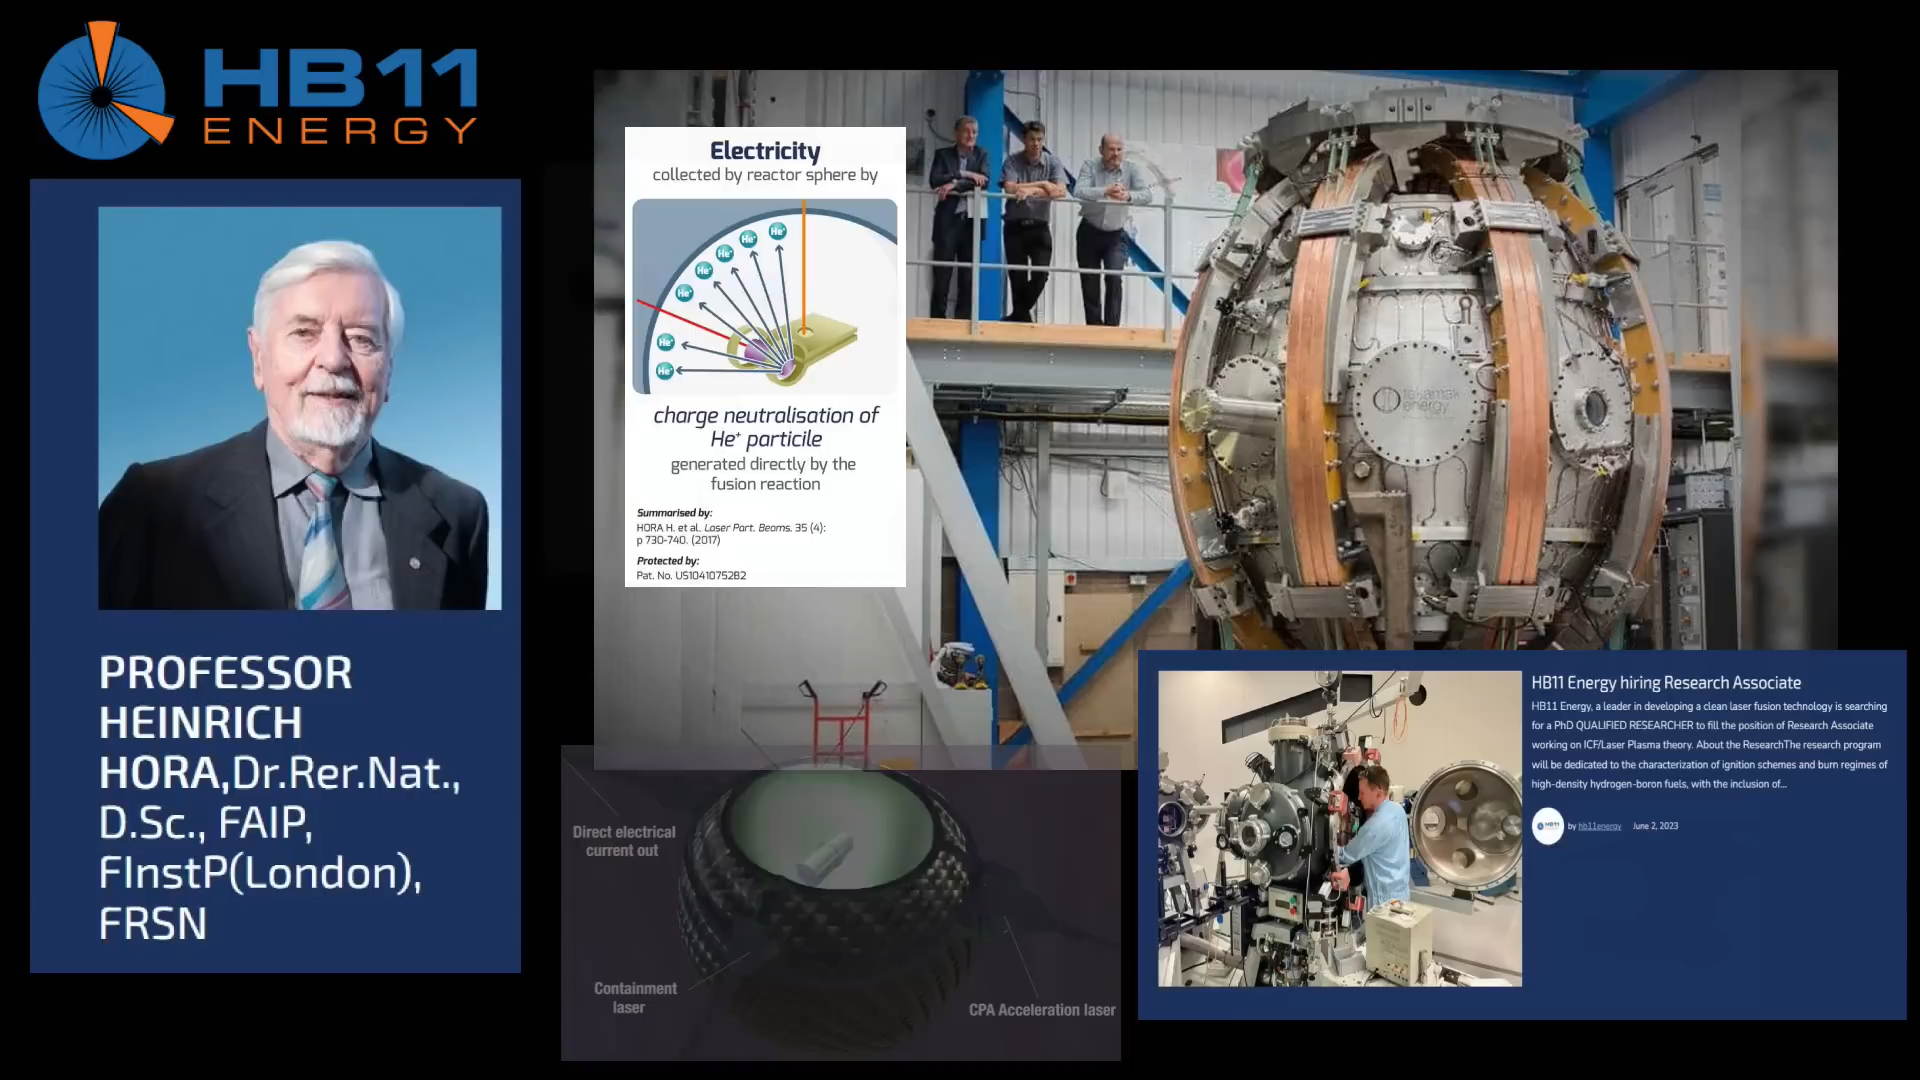 HB11
ENERGY
PROFESSOR
HEINRICH
HORA,Dr.Rer.Nat.,
D.Sc., FAIP,
FInstP(London),
FRSN
Electricity
collected by reactor sphere by
He⁺
He⁺
He⁺
He⁺
He⁺
He⁺
He⁺
charge neutralisation of
He⁺ particile
generated directly by the
fusion reaction
Summarised by:
HORA H. et al. Laser Part. Beams. 35 (4):
p 730-740. (2017)
Protected by:
Pat. No. US10410752B2
tokamak
energy
Direct electrical
current out
Containment
laser
CPA Acceleration laser
HB11 Energy hiring Research Associate
HB11 Energy, a leader in developing a clean laser fusion technology is searching
for a PhD QUALIFIED RESEARCHER to fill the position of Research Associate
working on ICF/Laser Plasma theory. About the ResearchThe research program
will be dedicated to the characterization of ignition schemes and burn regimes of
high-density hydrogen-boron fuels, with the inclusion of...
HB11
by hb11energy June 2, 2023